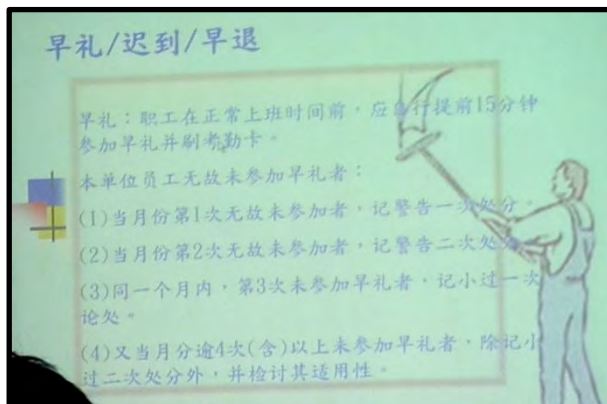 早礼/迟到/早退
早礼：职工在正常上班时间前，应自行提前15分钟
参加早礼并刷考勤卡。
本单位员工无故未参加早礼者：
(1)当月份第1次无故未参加者，记警告一次处分。
(2)当月份第2次无故未参加者，记警告二次处分。
(3)同一个月内，第3次未参加早礼者，记小过一次
论处。
(4)又当月分逾4次(含)以上未参加早礼者，除记小
过二次处分外，并检讨其适用性。